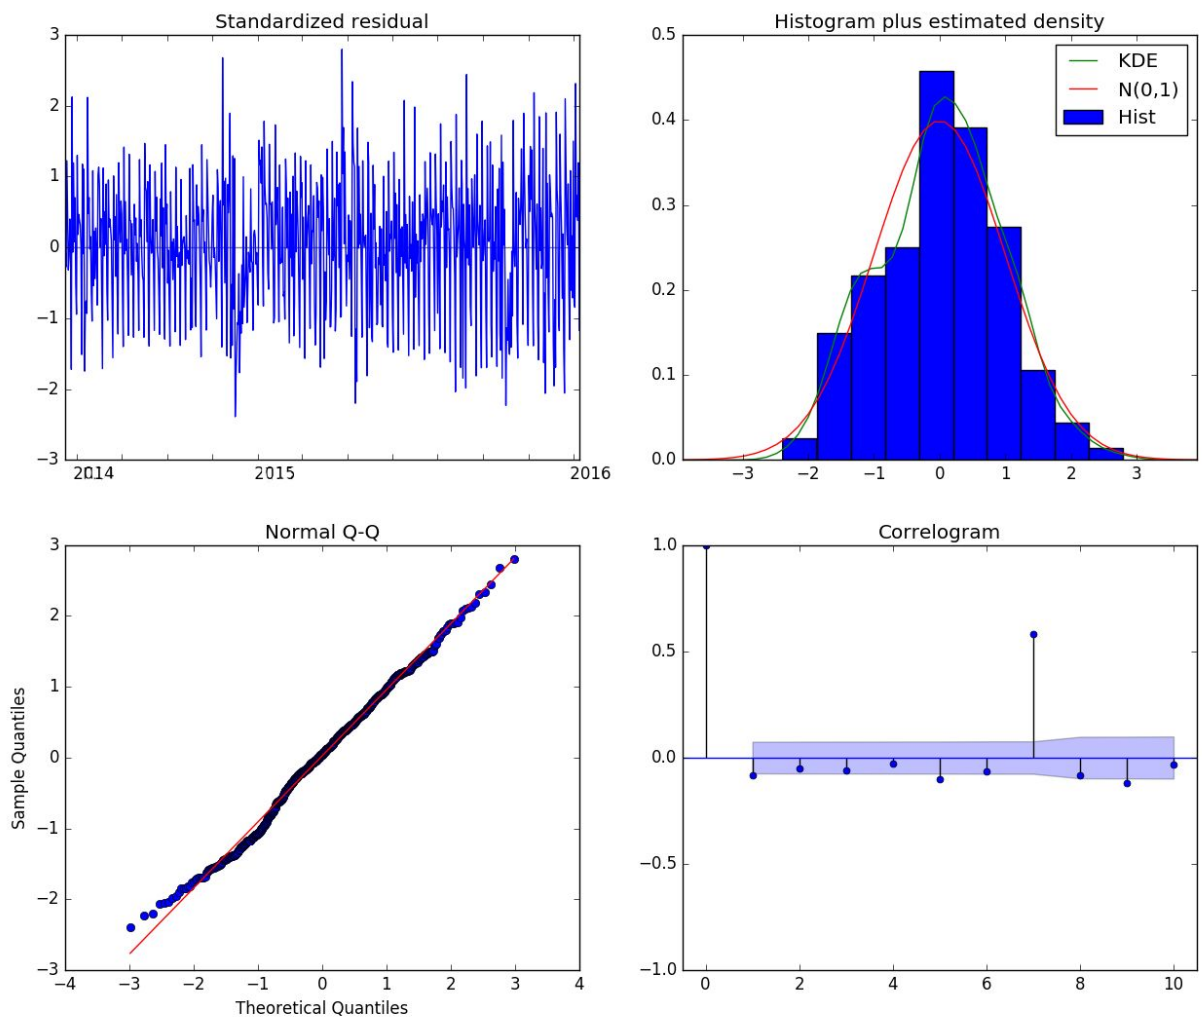 Standardized residual
3
2
1
0
−1
−2
−3
2014
2015
2016
Histogram plus estimated density
0.5
0.4
0.3
0.2
0.1
0.0
KDE
N(0,1)
Hist
−3 −2 −1 0 1 2 3
Normal Q-Q
3
2
1
0
−1
−2
−3
Sample Quantiles
−4 −3 −2 −1 0 1 2 3 4
Theoretical Quantiles
Correlogram
1.0
0.5
0.0
−0.5
−1.0
0 2 4 6 8 10